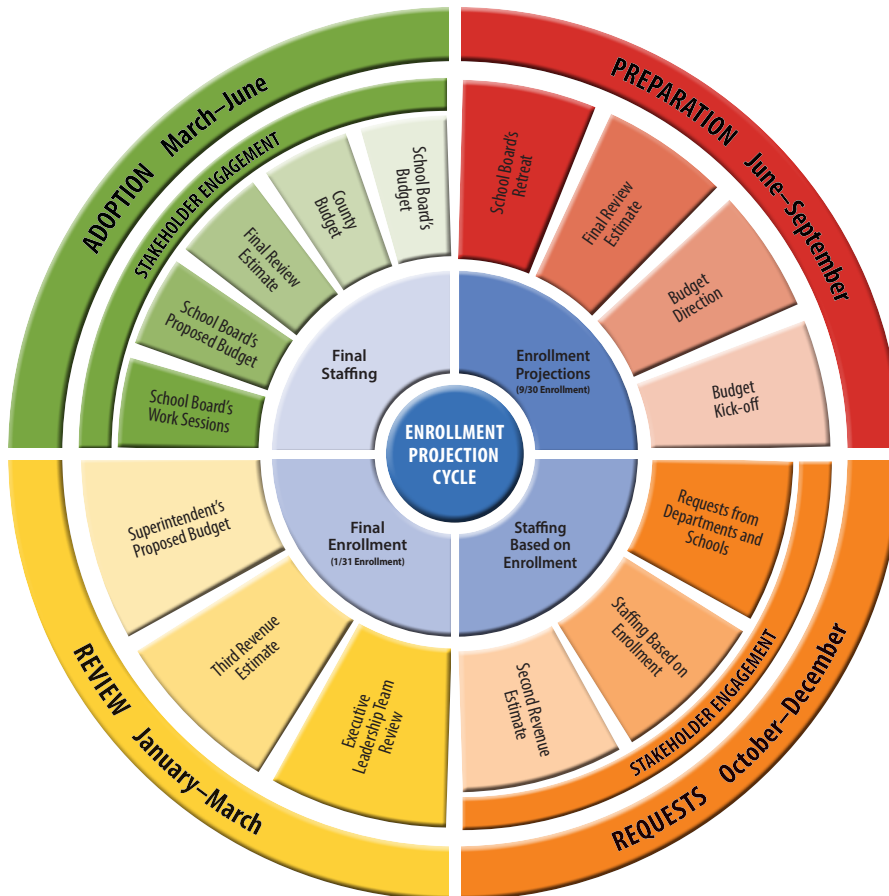 ENROLLMENT
PROJECTION
CYCLE
PREPARATION June–September
School Board's
Retreat
Final Review
Estimate
Budget
Direction
Budget
Kick-off
Enrollment
Projections
(9/30 Enrollment)
REQUESTS October–December
STAKEHOLDER ENGAGEMENT
Requests from
Departments and
Schools
Staffing Based on
Enrollment
Second Revenue
Estimate
Staffing
Based on
Enrollment
REVIEW January–March
Executive
Leadership Team
Review
Third Revenue
Estimate
Superintendent's
Proposed Budget
Final
Enrollment
(1/31 Enrollment)
ADOPTION March–June
STAKEHOLDER ENGAGEMENT
School Board's
Work Sessions
School Board's
Proposed Budget
Final Review
Estimate
County
Budget
School Board's
Budget
Final
Staffing